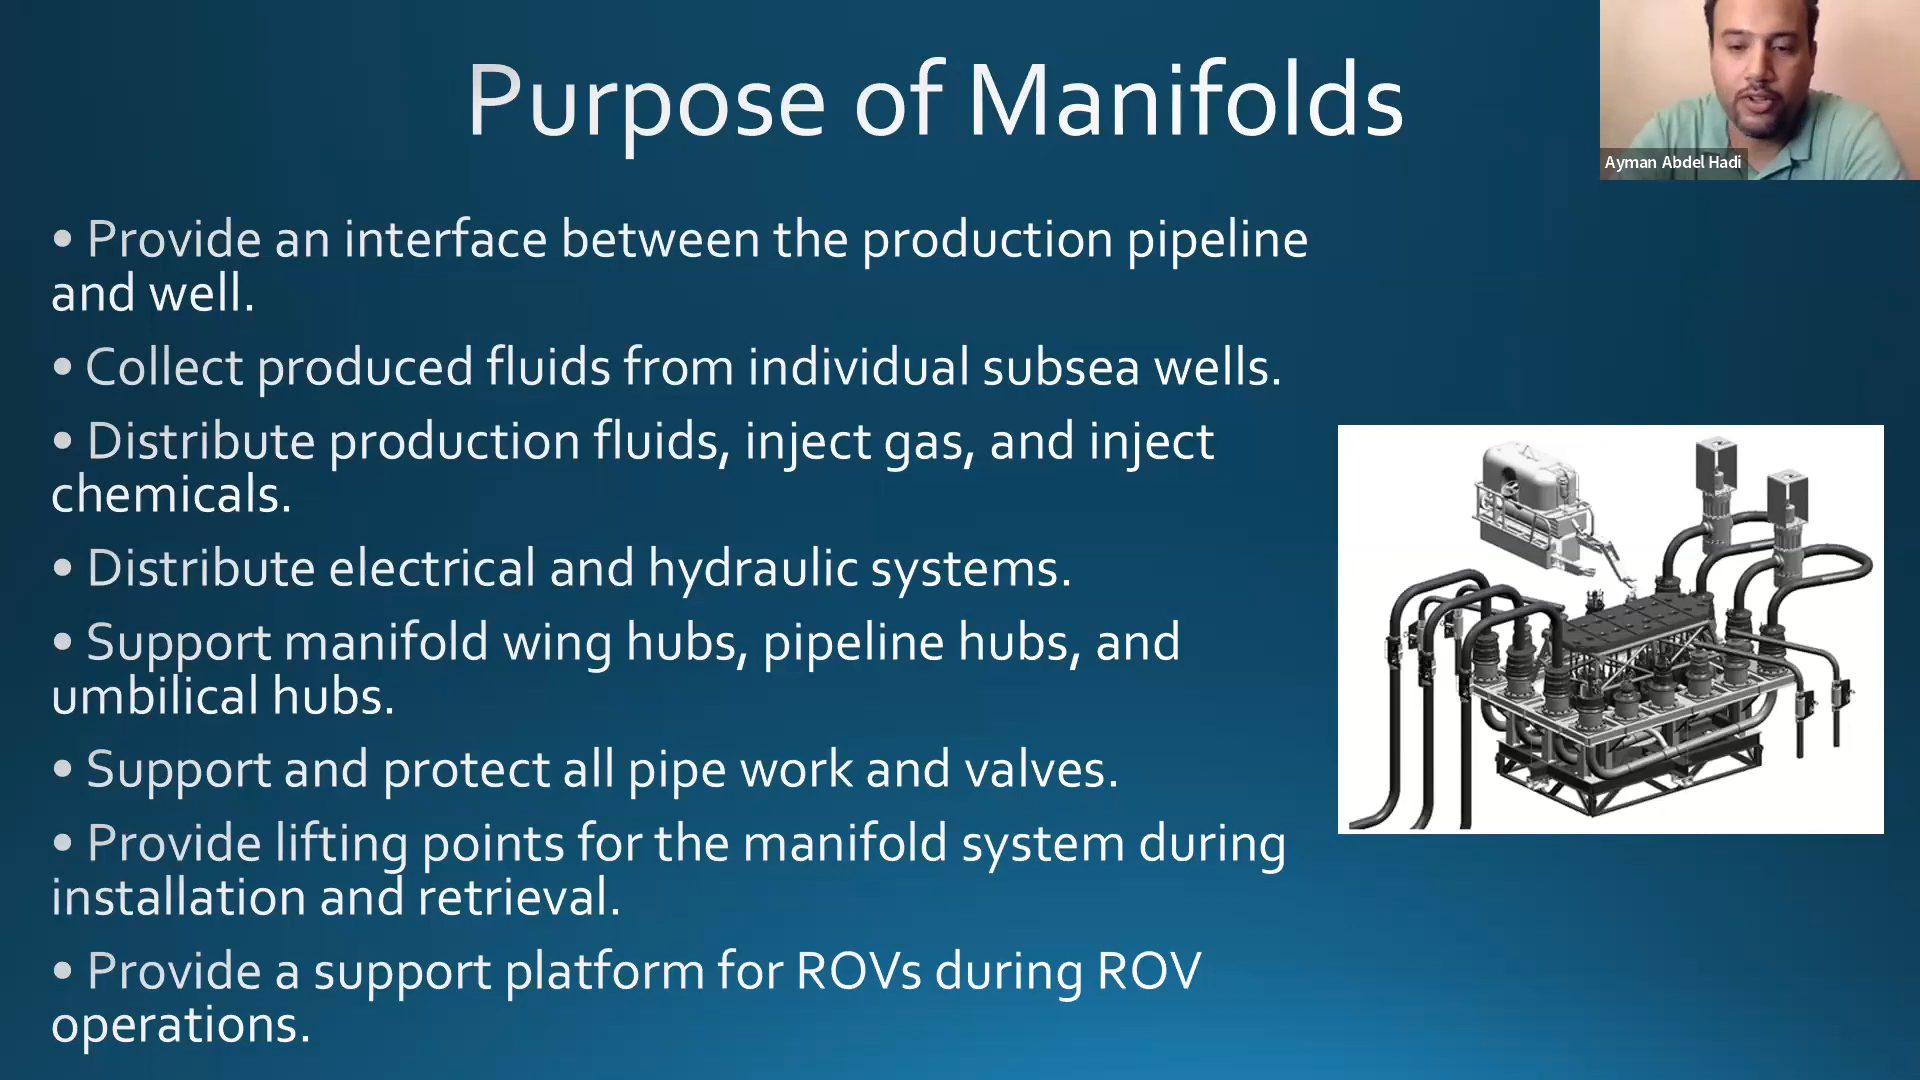 Purpose of Manifolds
Ayman Abdel Hadi
• Provide an interface between the production pipeline
and well.
• Collect produced fluids from individual subsea wells.
• Distribute production fluids, inject gas, and inject
chemicals.
• Distribute electrical and hydraulic systems.
• Support manifold wing hubs, pipeline hubs, and
umbilical hubs.
• Support and protect all pipe work and valves.
• Provide lifting points for the manifold system during
installation and retrieval.
• Provide a support platform for ROVs during ROV
operations.